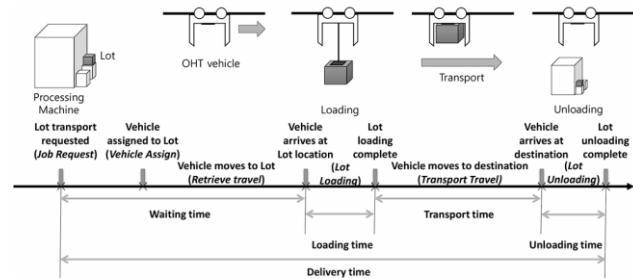 Lot
OHT vehicle
Processing
Machine
Loading
Transport
Unloading
Lot transport
requested
(Job Request)
Vehicle
assigned to Lot
(Vehicle Assign)
Vehicle moves to Lot
(Retrieve travel)
Vehicle
arrives at
Lot location
Lot
loading
complete
(Lot
Loading)
Vehicle moves to destination
(Transport Travel)
Vehicle
arrives at
destination
Lot
unloading
complete
(Lot
Unloading)
Waiting time
Transport time
Loading time
Unloading time
Delivery time